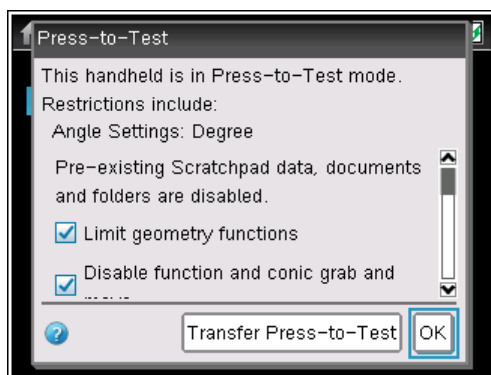 Press-to-Test
This handheld is in Press-to-Test mode.
Restrictions include:
Angle Settings: Degree
Pre-existing Scratchpad data, documents
and folders are disabled.
Limit geometry functions
Disable function and conic grab and
Transfer Press-to-Test
OK